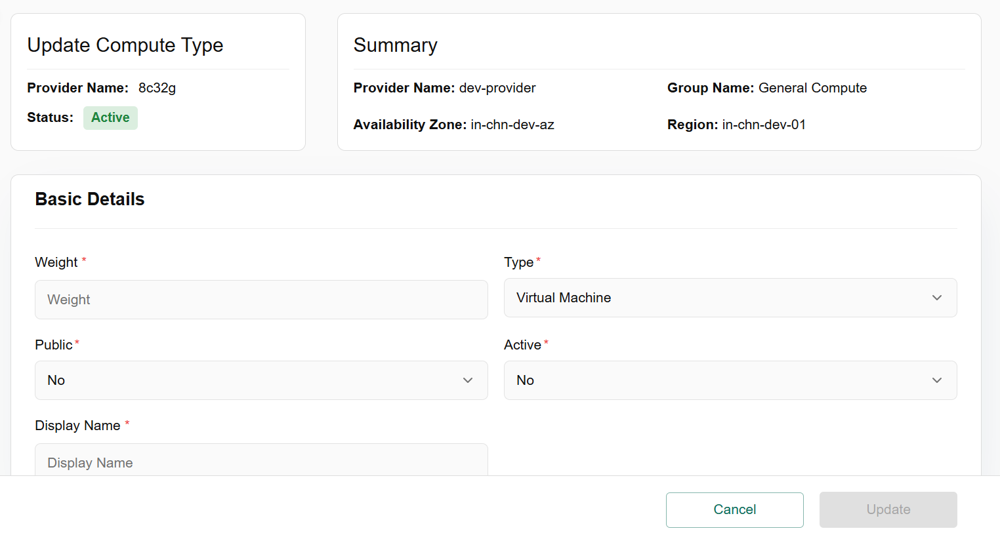 Update Compute Type
Provider Name: 8c32g
Status: Active
Summary
Provider Name: dev-provider
Group Name: General Compute
Availability Zone: in-chn-dev-az
Region: in-chn-dev-01
Basic Details
Weight *
Weight
Type *
Virtual Machine
Public *
No
Active *
No
Display Name *
Display Name
Cancel
Update